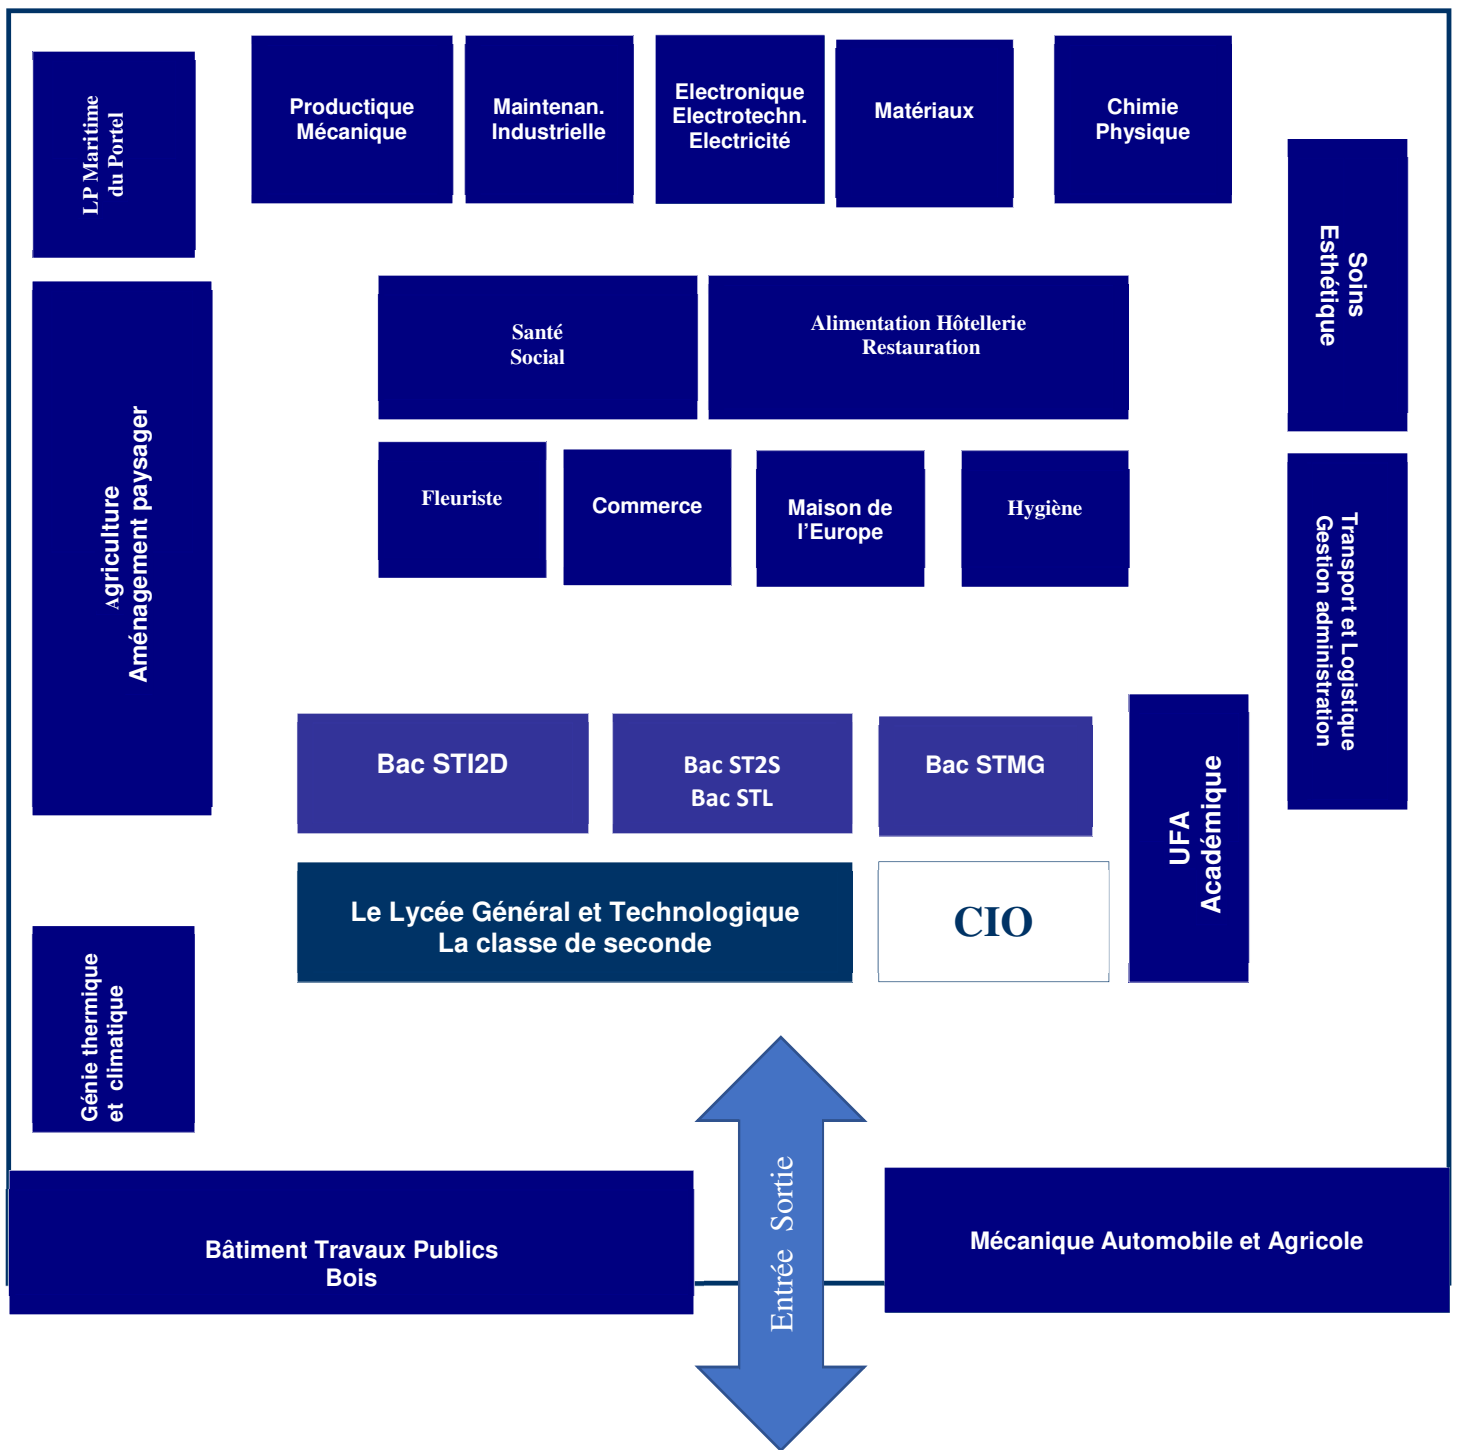 LP Maritime
du Portel
Productique
Mécanique
Maintenan.
Industrielle
Electronique
Electrotechn.
Electricité
Matériaux
Chimie
Physique
Soins
Esthétique
Agriculture
Aménagement paysager
Santé
Social
Alimentation Hôtellerie
Restauration
Fleuriste
Commerce
Maison de
l'Europe
Hygiène
Transport et Logistique
Gestion administration
Bac STI2D
Bac ST2S
Bac STL
Bac STMG
UFA
Académique
Le Lycée Général et Technologique
La classe de seconde
CIO
Génie thermique
et climatique
Bâtiment Travaux Publics
Bois
Entrée Sortie
Mécanique Automobile et Agricole